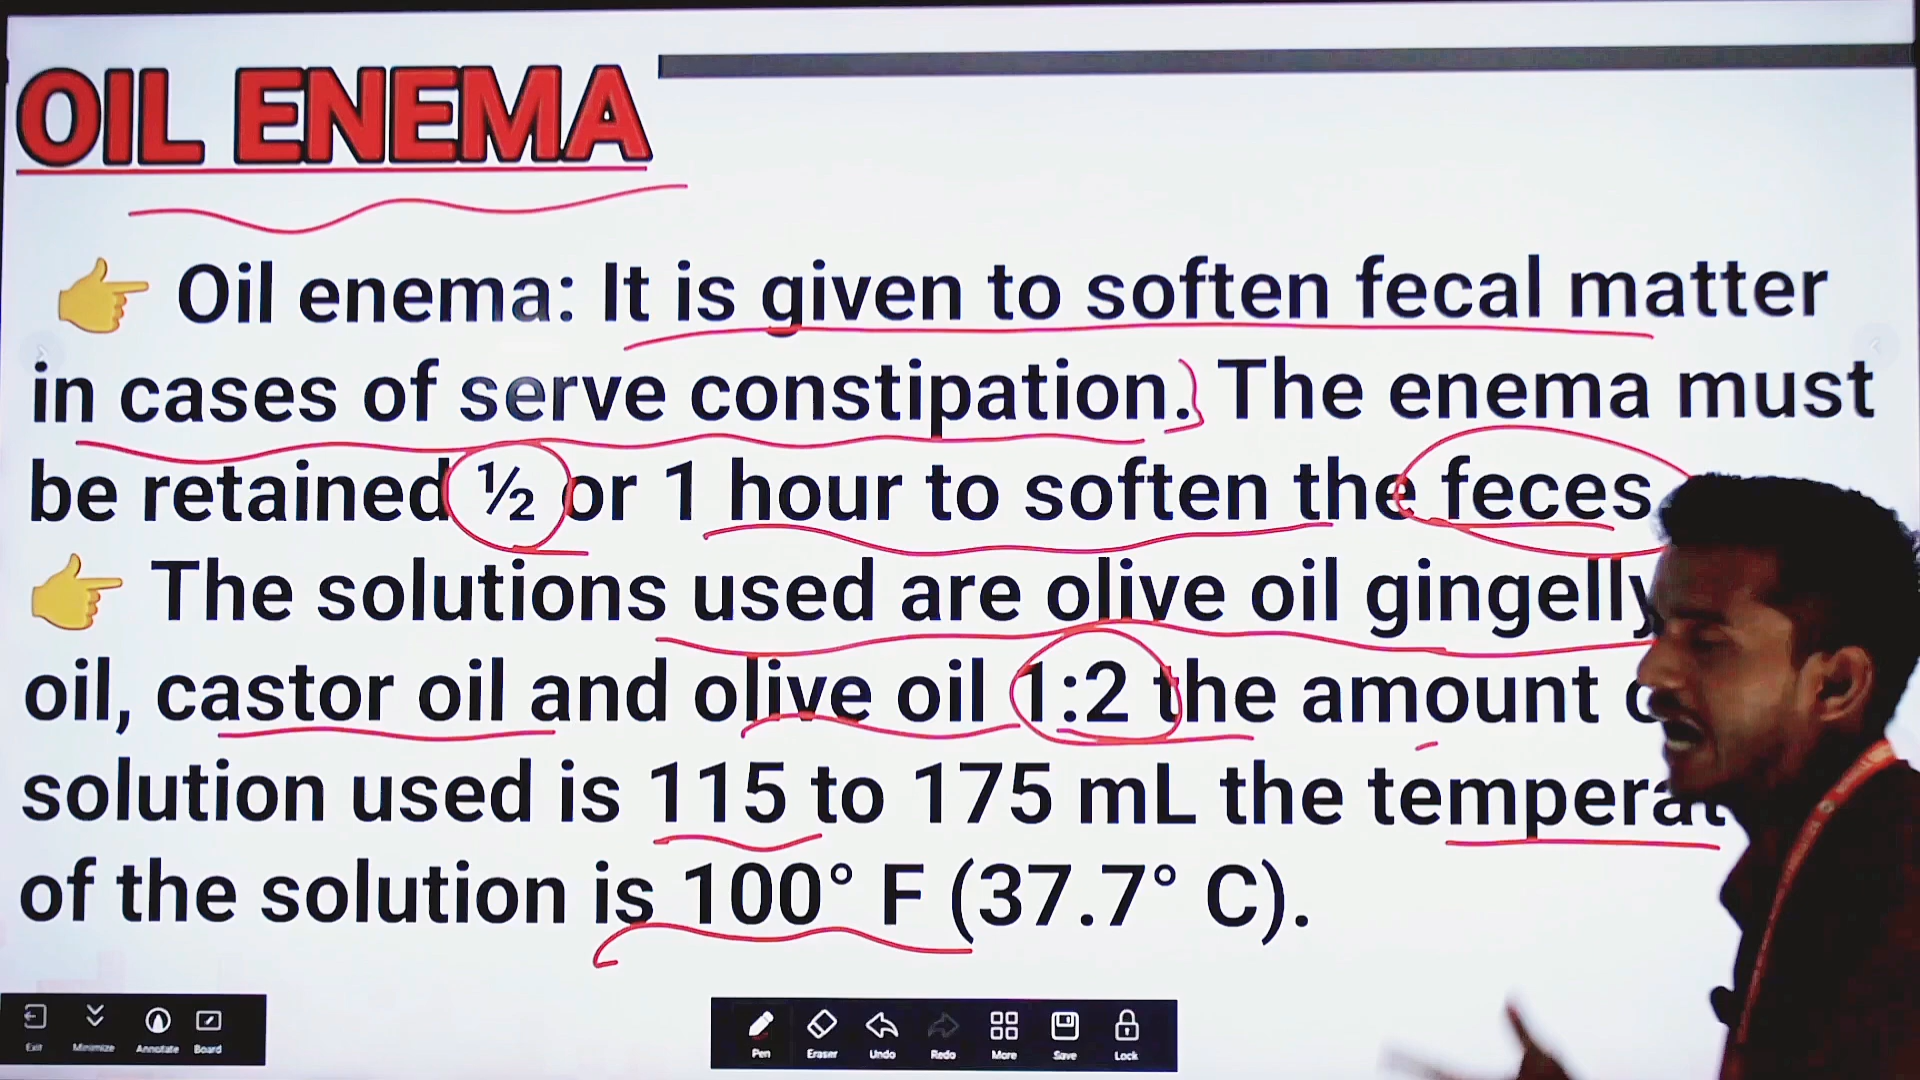 OIL ENEMA
👉 Oil enema: It is given to soften fecal matter
in cases of serve constipation. The enema must
be retained ½ or 1 hour to soften the feces
👉 The solutions used are olive oil gingelly
oil, castor oil and olive oil 1:2 the amount
solution used is 115 to 175 mL the
of the solution is 100° F (37.7° C).
Exit Minimize Annotate Board
Pen Eraser Undo Redo More Save Lock